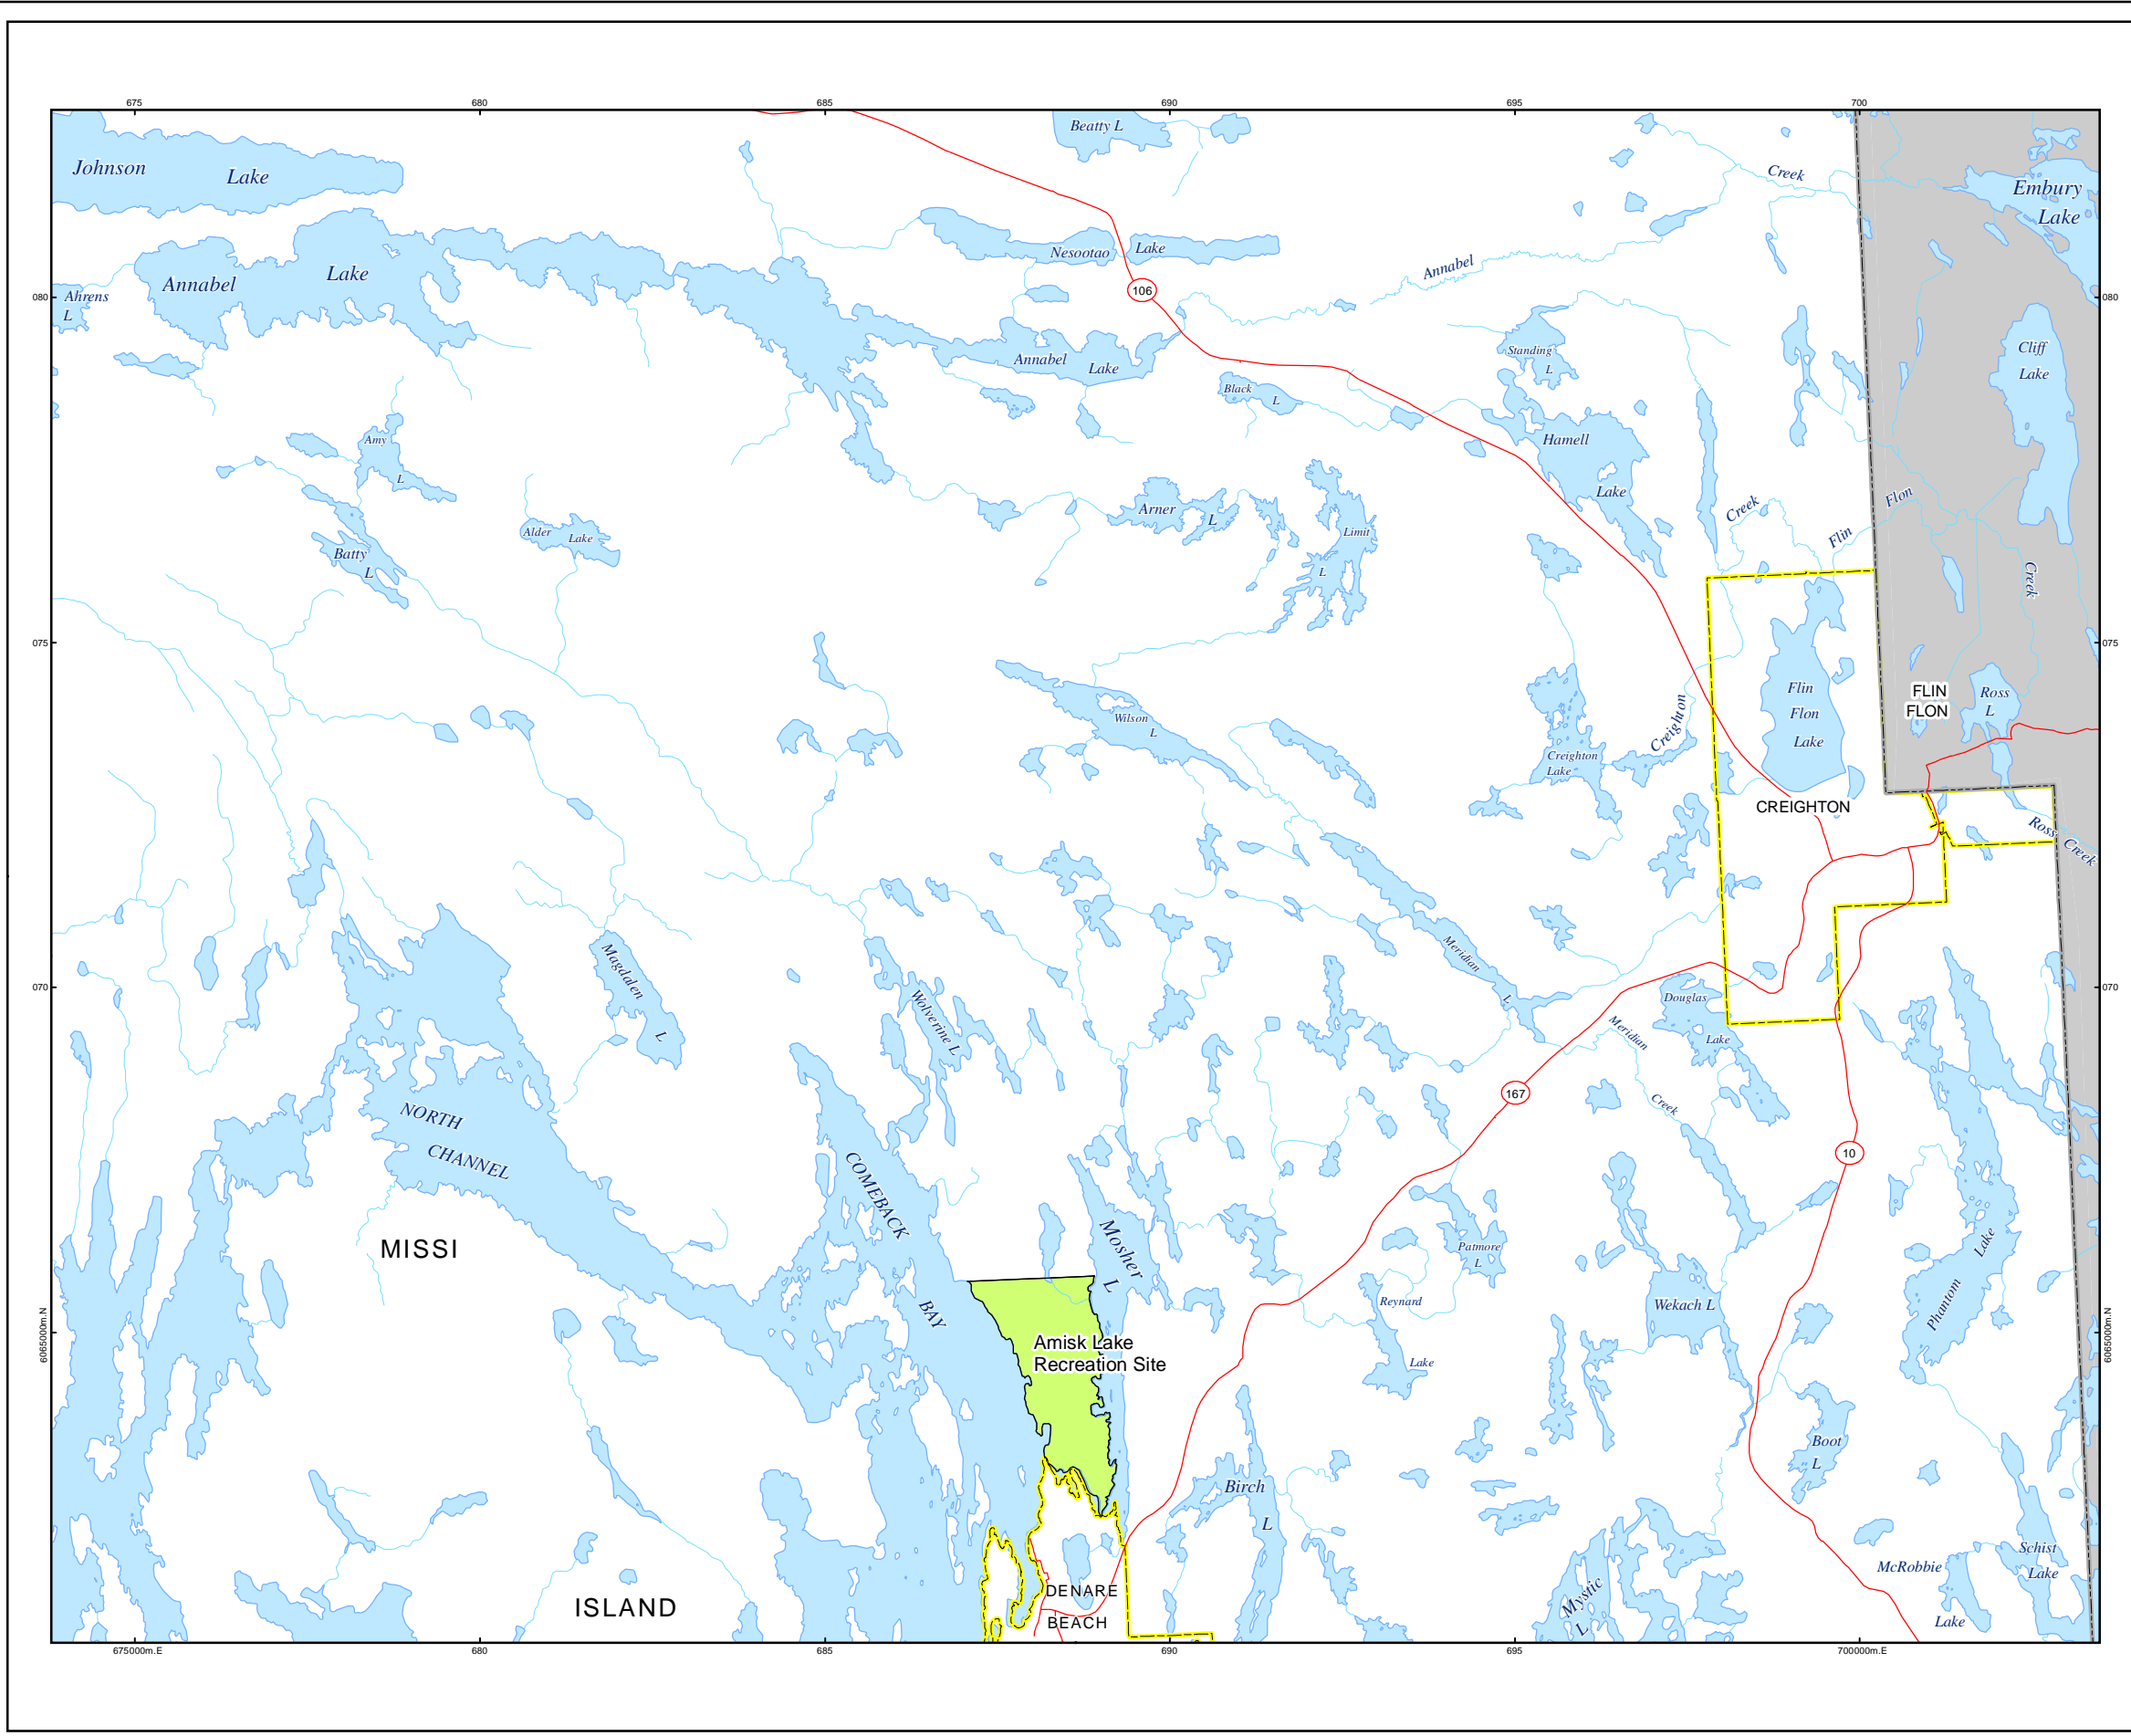 675
680
685
690
695
700
Beatty L
Johnson
Lake
Creek
Embury
Lake
Nesootao
Lake
Annabel
Lake
Annabel
080
Ahrens
L
106
080
Annabel
Lake
Standing
L
Cliff
Lake
Black
L
Amy
L
Hamell
Lake
Arner
L
Limit
L
Creek
Flin
Flon
Alder
Lake
Batty
L
Creek
075
075
Flin
Flon
Lake
FLIN
FLON
Ross
L
Wilson
L
Creighton
Creighton
Lake
CREIGHTON
Ross
Creek
Meridian
L
Magdalen
L
070
070
Wolverine L
Douglas
Lake
Meridian
Creek
NORTH
CHANNEL
167
10
COMEBACK
BAY
Mosher
L
MISSI
Patmore
L
Lake
Phantom
Reynard
Lake
Wekach L
6065000m.N
6065000m.N
Amisk Lake
Recreation Site
Boot
L
Birch
L
Schist
Lake
McRobbie
Lake
Mystic
L
DENARE
BEACH
ISLAND
675000m.E
680
685
690
695
700000m.E